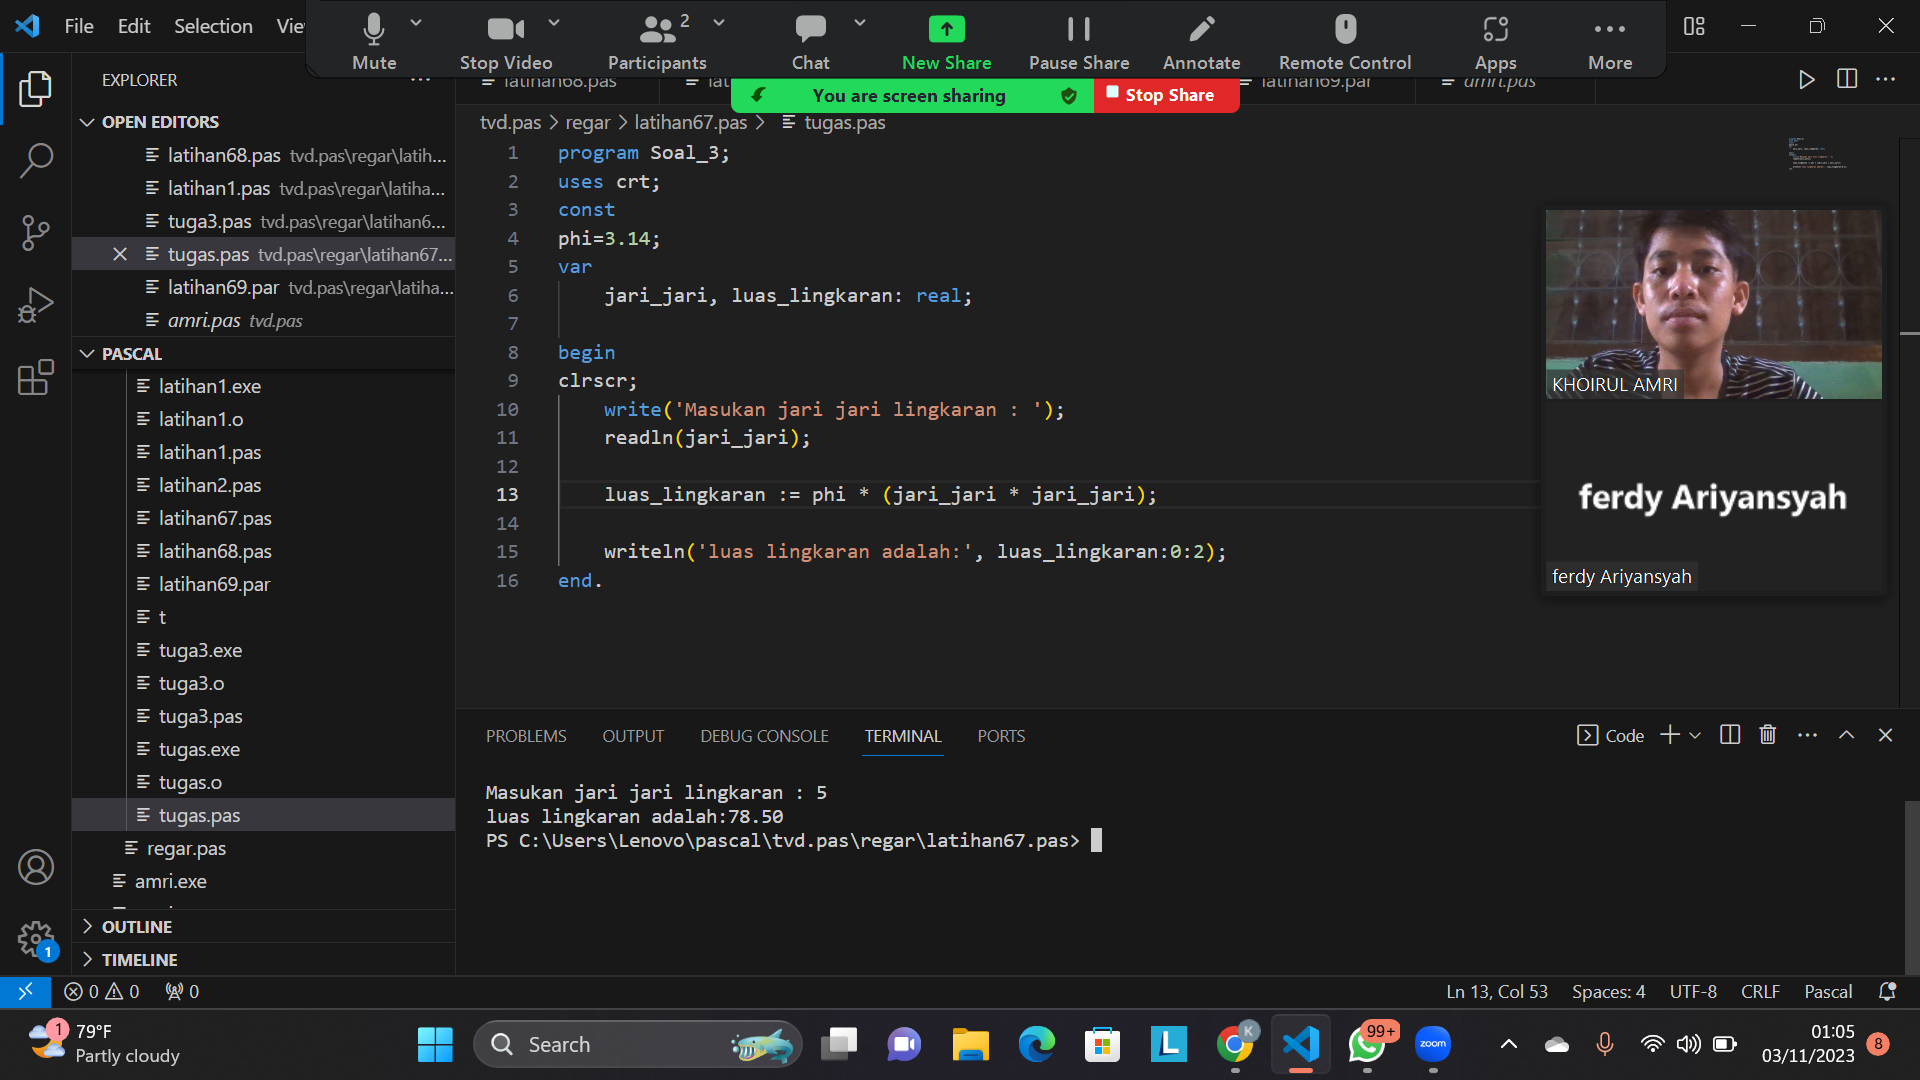 File Edit Selection
Mute
Stop Video
2
Participants
Chat
New Share
Pause Share
Annotate
Remote Control
Apps
More
You are screen sharing
Stop Share
EXPLORER
OPEN EDITORS
latihan68.pas tvd.pas\regar\latih...
latihan1.pas tvd.pas\regar\latiha...
tuga3.pas tvd.pas\regar\latihan6...
tugas.pas tvd.pas\regar\latihan67...
latihan69.par tvd.pas\regar\latiha...
amri.pas tvd.pas
PASCAL
latihan1.exe
latihan1.o
latihan1.pas
latihan2.pas
latihan67.pas
latihan68.pas
latihan69.par
t
tuga3.exe
tuga3.o
tuga3.pas
tugas.exe
tugas.o
tugas.pas
regar.pas
amri.exe
OUTLINE
TIMELINE
latihan68.pas
latihan69.par
amri.pas
tvd.pas > regar > latihan67.pas > tugas.pas
1 program Soal_3;
2 uses crt;
3 const
4 phi=3.14;
5 var
6 jari_jari, luas_lingkaran: real;
7
8 begin
9 clrscr;
10 write('Masukan jari jari lingkaran : ');
11 readln(jari_jari);
12
13 luas_lingkaran := phi * (jari_jari * jari_jari);
14
15 writeln('luas lingkaran adalah:', luas_lingkaran:0:2);
16 end.
KHOIRUL AMRI
ferdy Ariyansyah
ferdy Ariyansyah
PROBLEMS OUTPUT DEBUG CONSOLE TERMINAL PORTS
Code
Masukan jari jari lingkaran : 5
luas lingkaran adalah:78.50
PS C:\Users\Lenovo\pascal\tvd.pas\regar\latihan67.pas>
1
0 0 0
Ln 13, Col 53 Spaces: 4 UTF-8 CRLF Pascal
1
79°F
Partly cloudy
Search
L
K
99+
zoom
01:05
03/11/2023
8